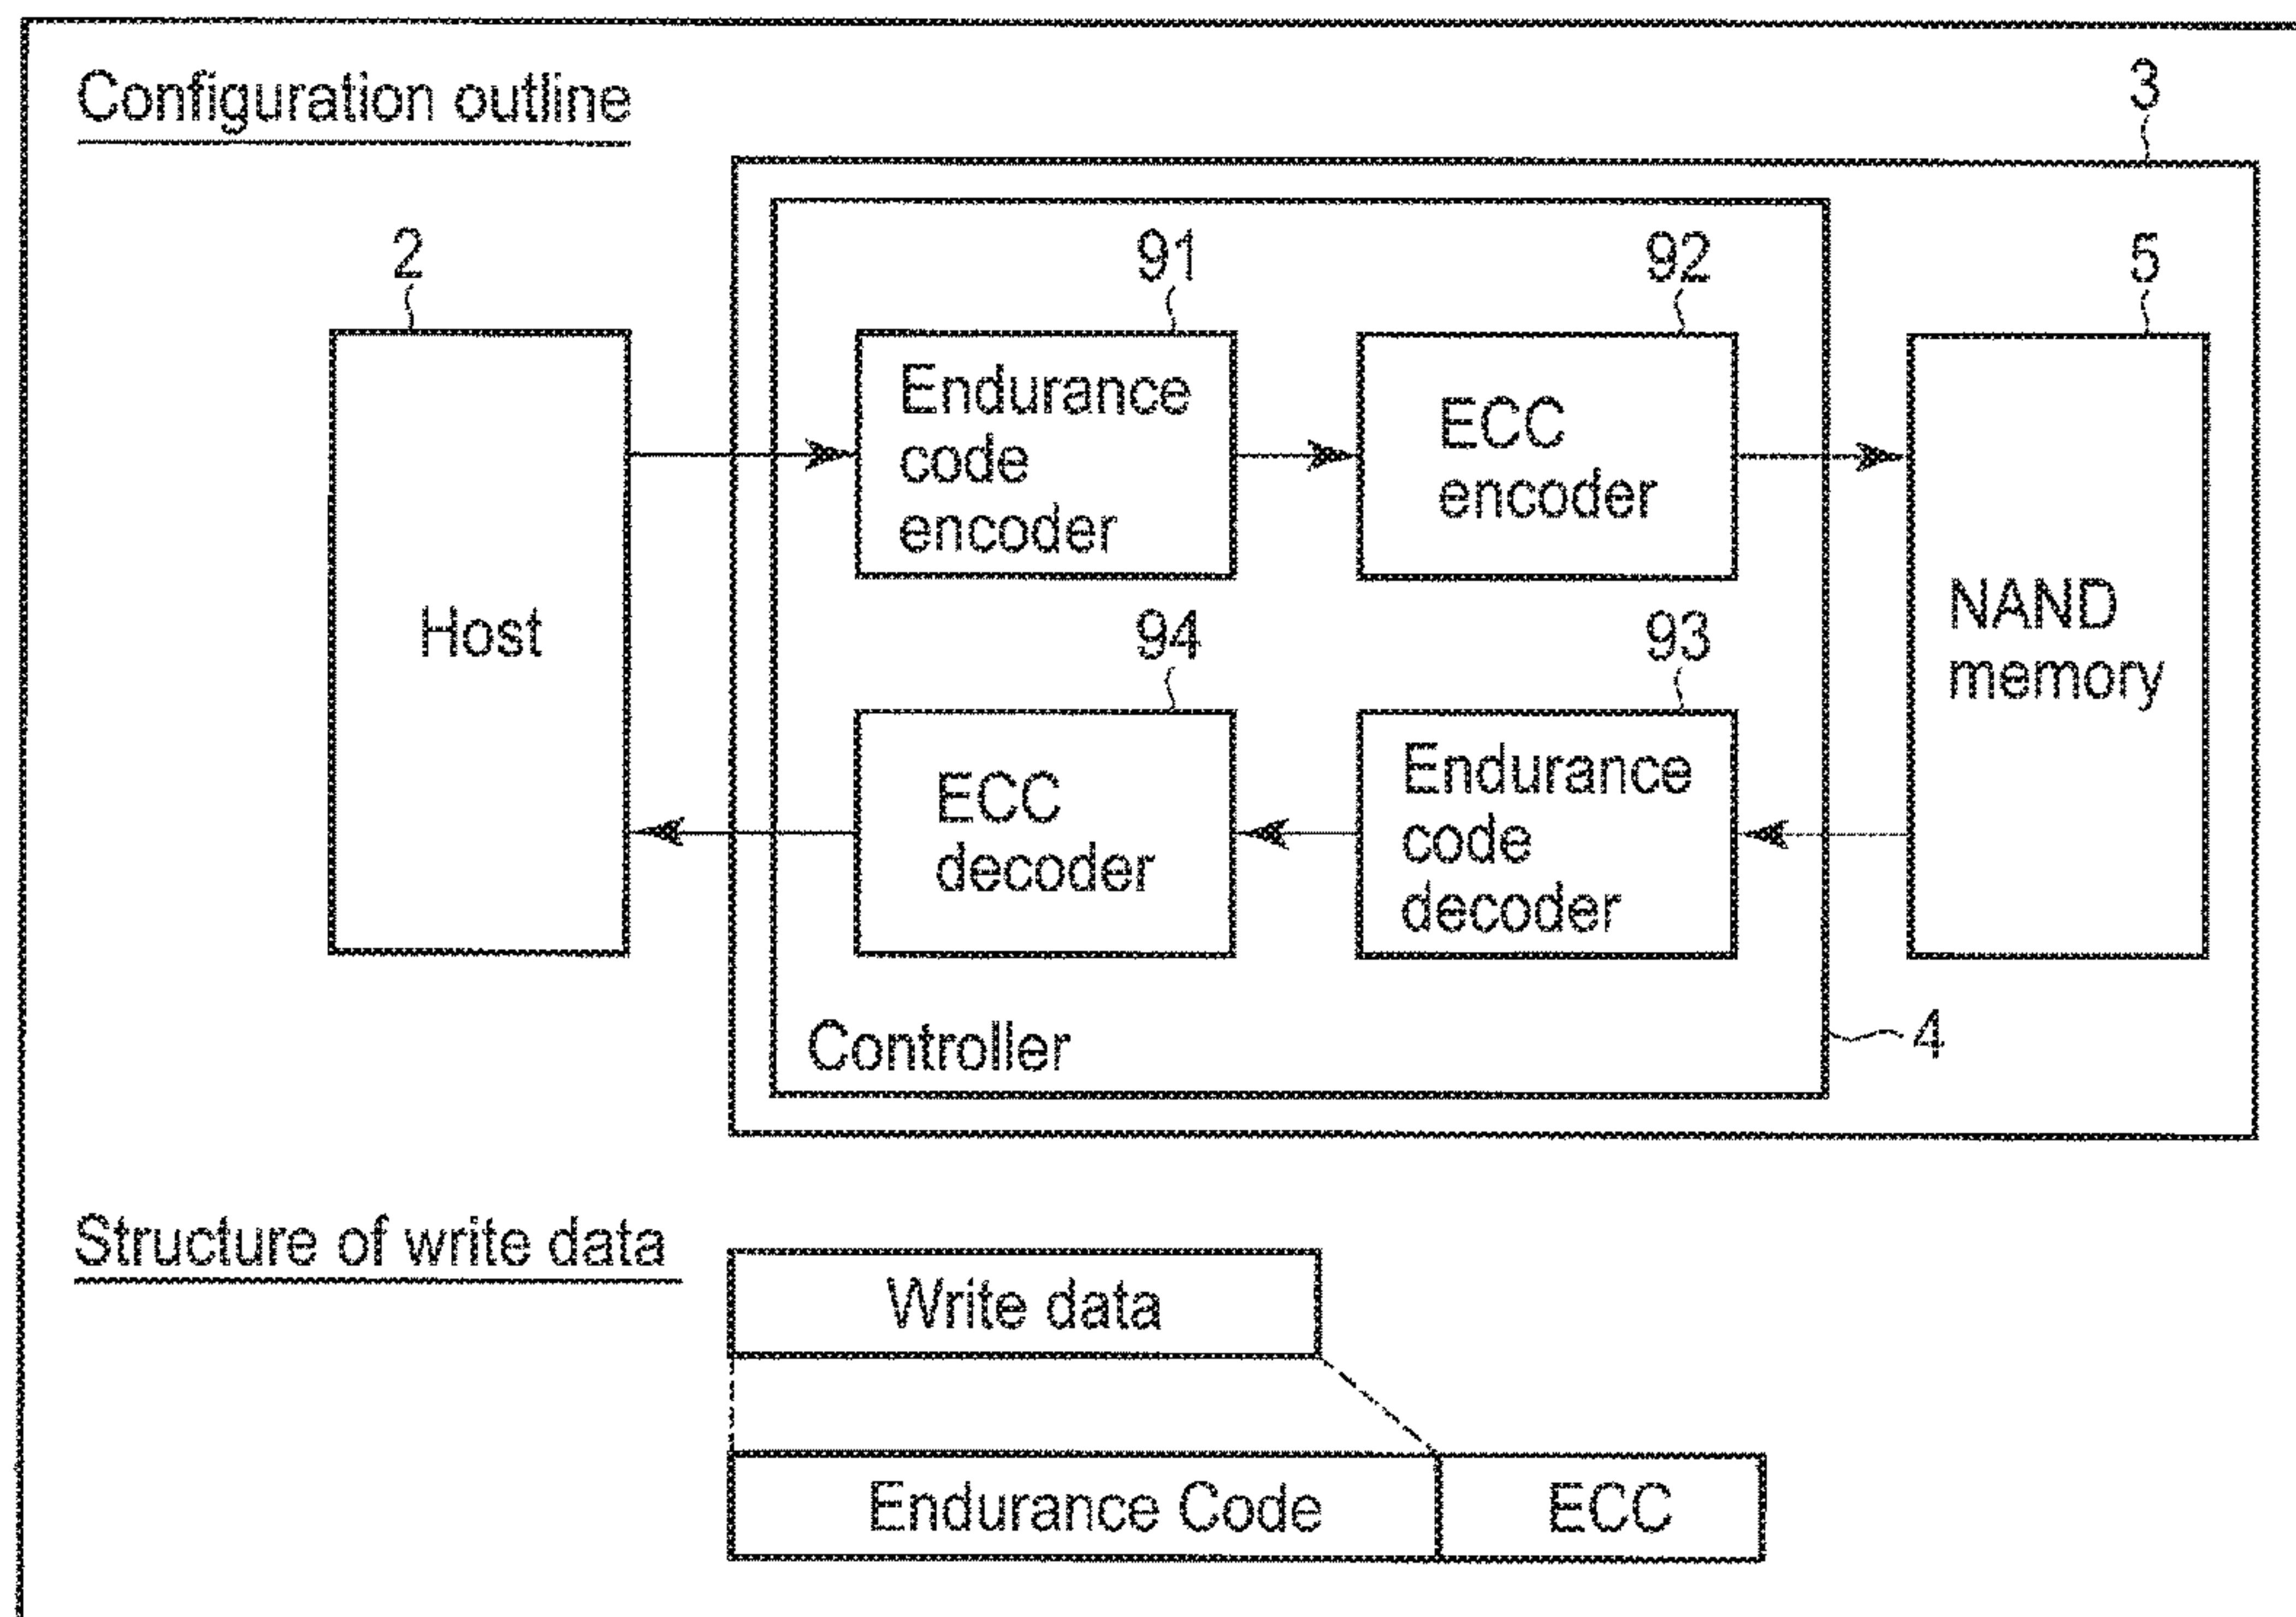 Configuration outline
3
2
91
92
5
Endurance
code
encoder
ECC
encoder
Host
NAND
memory
94
93
ECC
decoder
Endurance
code
decoder
Controller
4
Structure of write data
Write data
Endurance Code
ECC